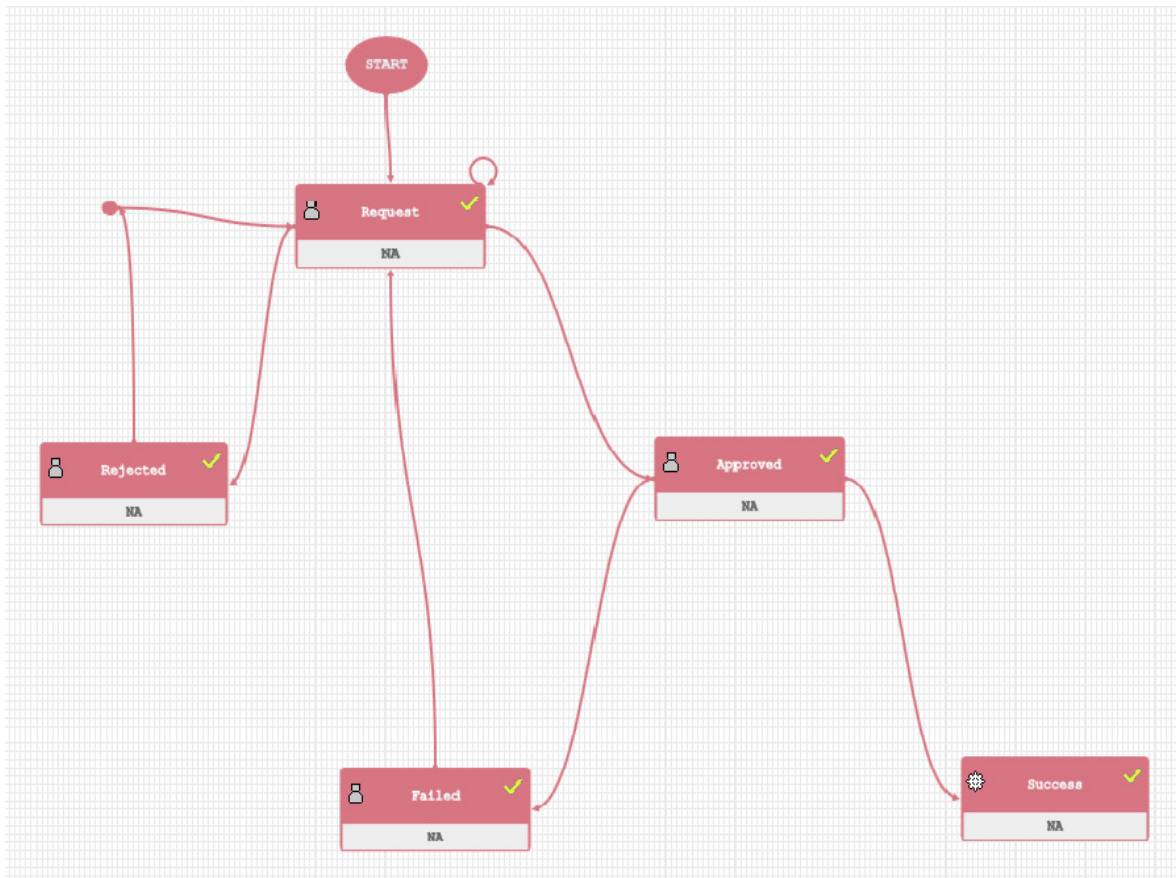 START
Request
NA
Rejected
NA
Approved
NA
Failed
NA
Success
NA